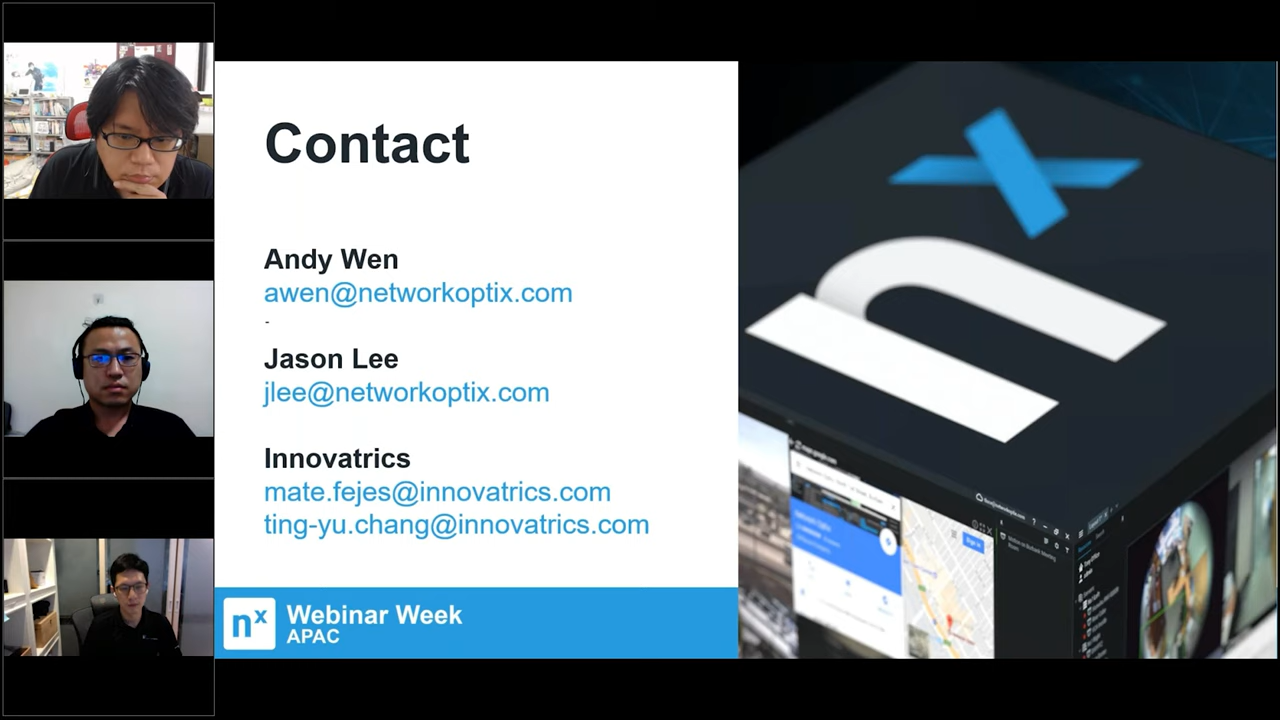 Contact
Andy Wen
awen@networkoptix.com
-
Jason Lee
jlee@networkoptix.com
Innovatrics
mate.fejes@innovatrics.com
ting-yu.chang@innovatrics.com
nx Webinar Week
APAC